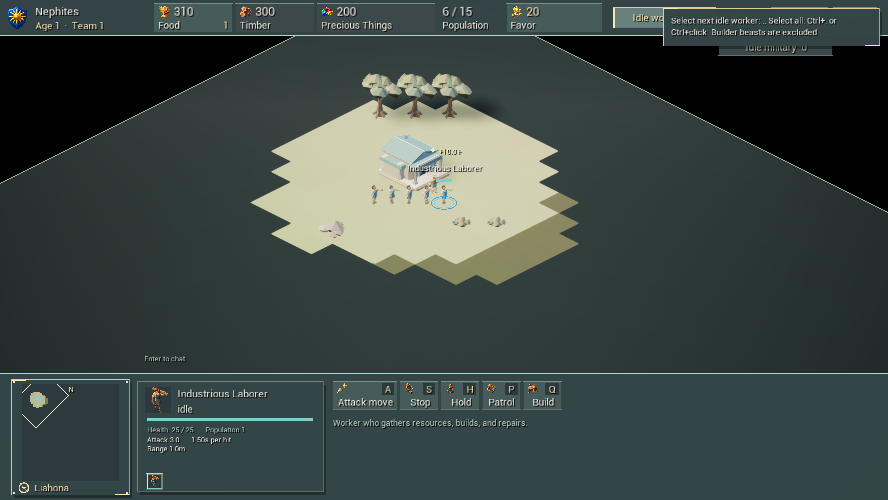 Nephites
Age 1 · Team 1
310
Food
1
300
Timber
200
Precious Things
6 / 15
Population
20
Favor
Select next idle worker: . Select all: Ctrl+. or
Ctrl+click. Builder beasts are excluded
Idle military 0
Industrious Laborer
Enter to chat
N
Liahona
Industrious Laborer
idle
Health 25 / 25 Population 1
Attack 3.0 1.50s per hit
Range 1.0m
A
Attack move
S
Stop
H
Hold
P
Patrol
Q
Build
Worker who gathers resources, builds, and repairs.